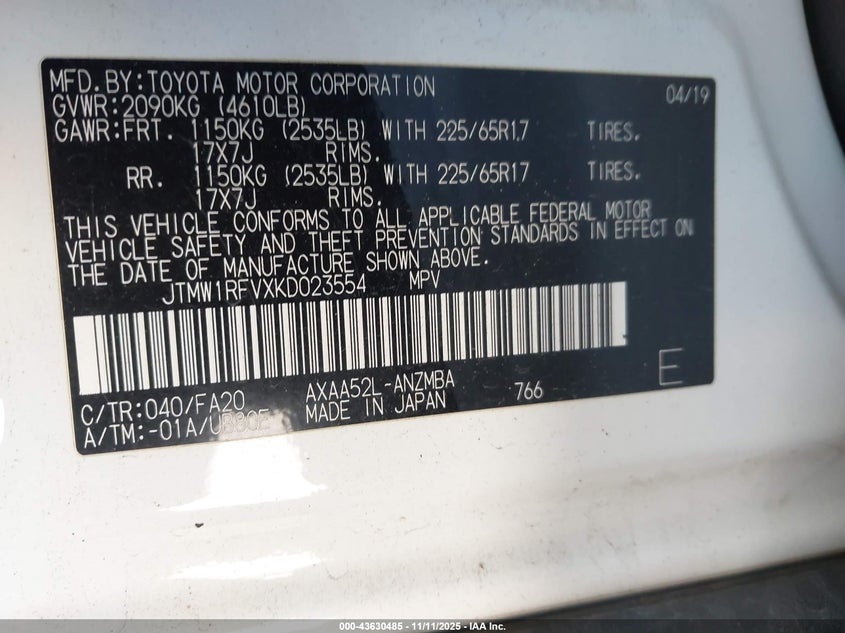 MFD.BY:TOYOTA MOTOR CORPORATION 04/19
GVWR:2090KG (4610LB)
GAWR:FRT. 1150KG (2535LB) WITH 225/65R17 TIRES.
17X7J RIMS.
RR. 1150KG (2535LB) WITH 225/65R17 TIRES.
17X7J RIMS.
THIS VEHICLE CONFORMS TO ALL APPLICABLE FEDERAL MOTOR
VEHICLE SAFETY AND THEFT PREVENTION STANDARDS IN EFFECT ON
THE DATE OF MANUFACTURE SHOWN ABOVE.
JTMW1RFVXKD023554 MPV
C/TR:040/FA20 AXAA52L-ANZMBA 766 E
A/TM:-01A/UB80E MADE IN JAPAN
000-43630485 - 11/11/2025 - IAA Inc.